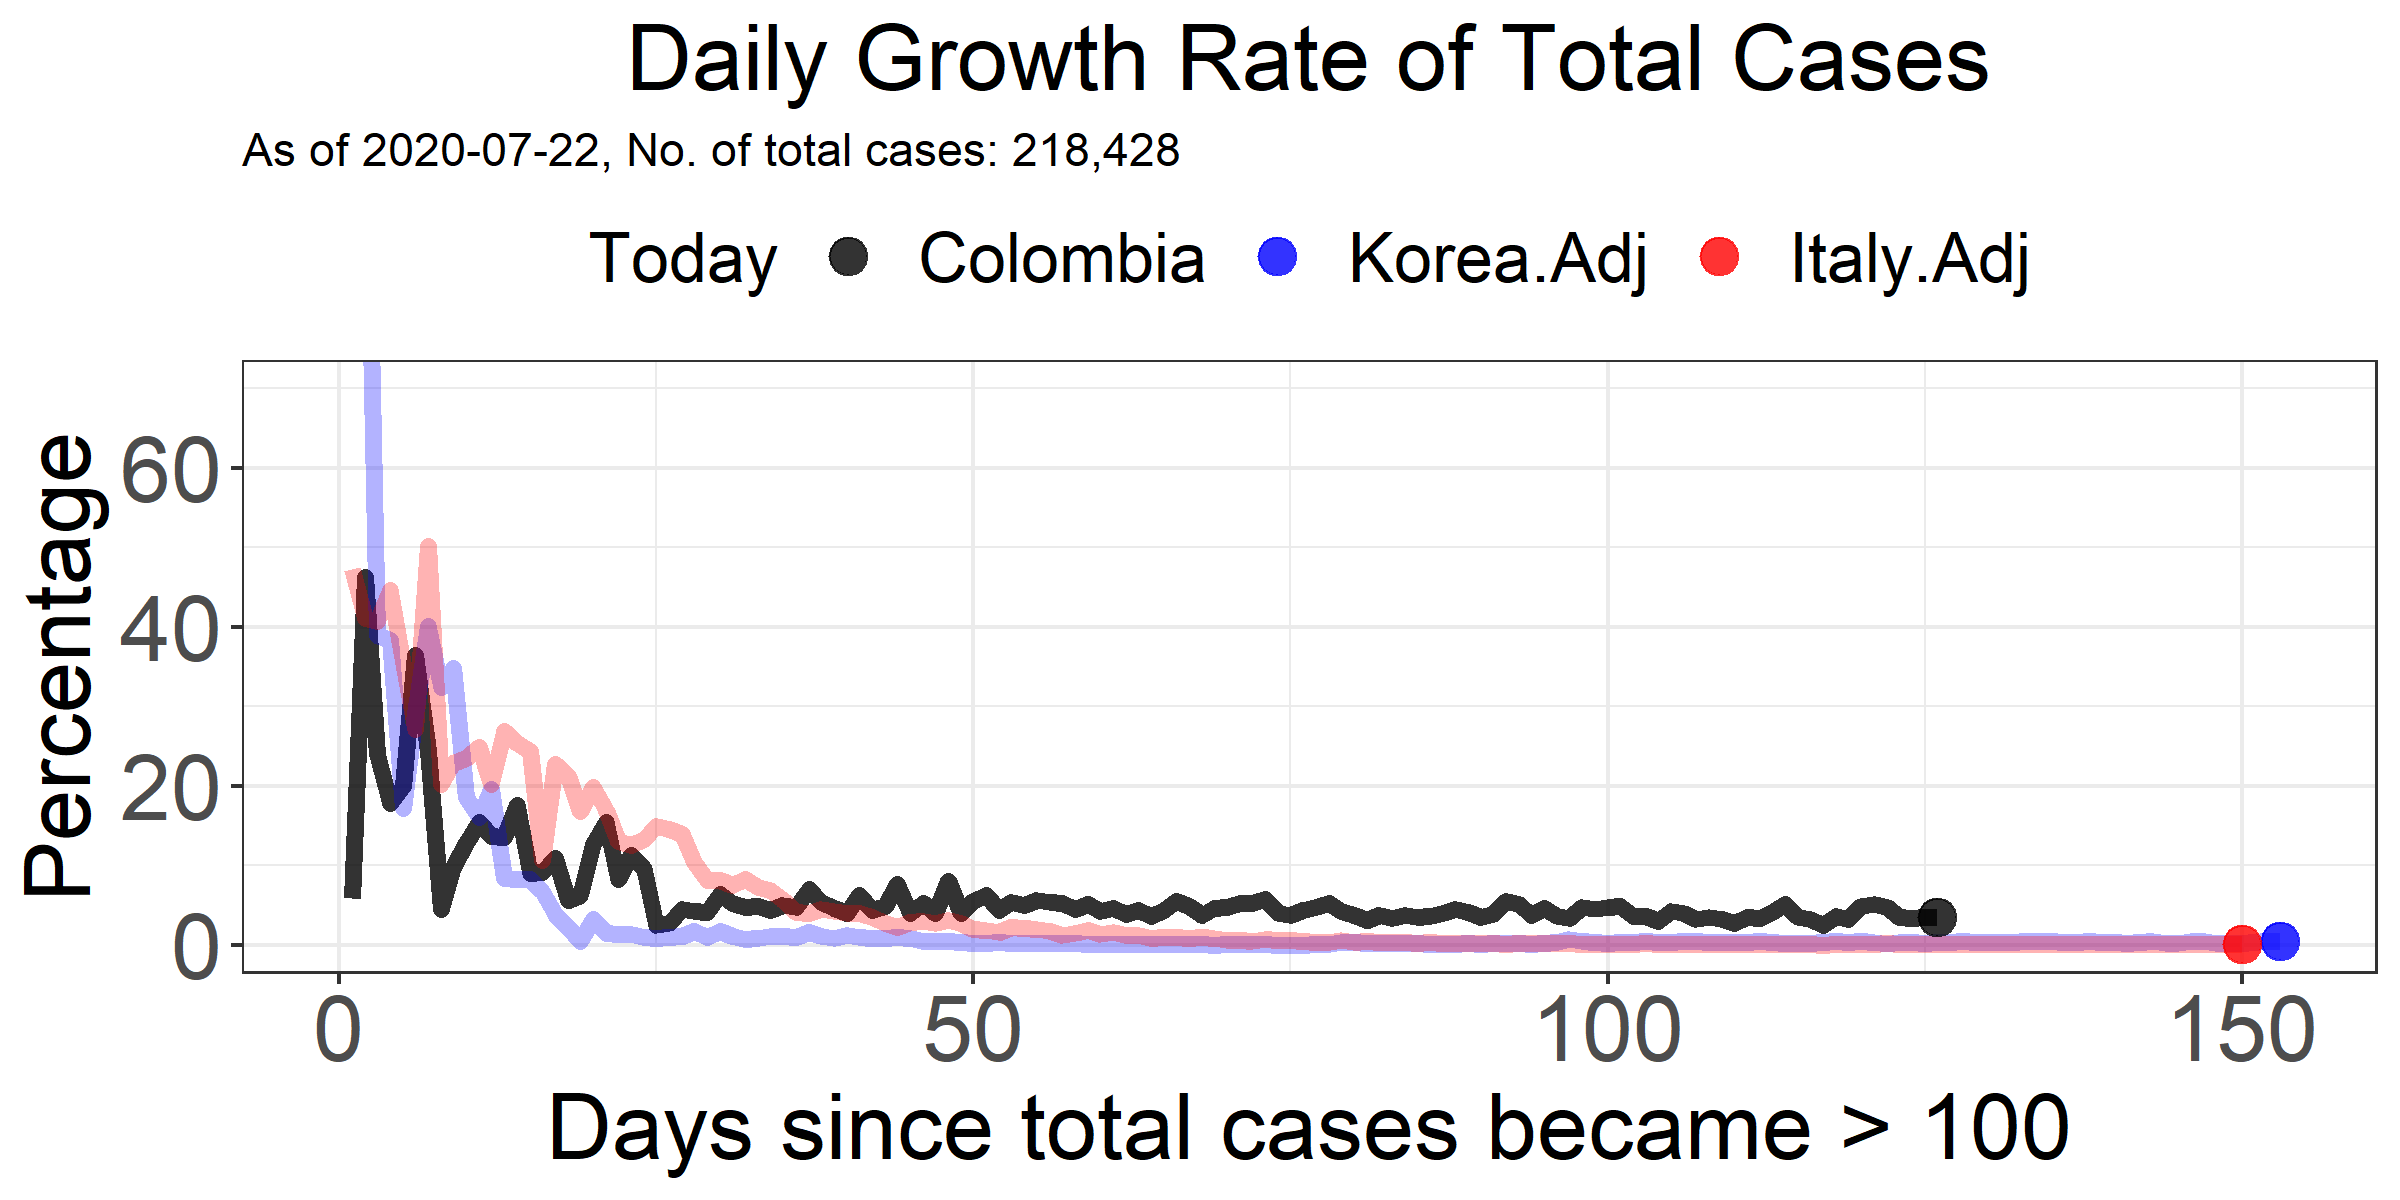 Daily Growth Rate of Total Cases
As of 2020-07-22, No. of total cases: 218,428
Today Colombia Korea.Adj Italy.Adj
Percentage
60
40
20
0
0 50 100 150
Days since total cases became > 100